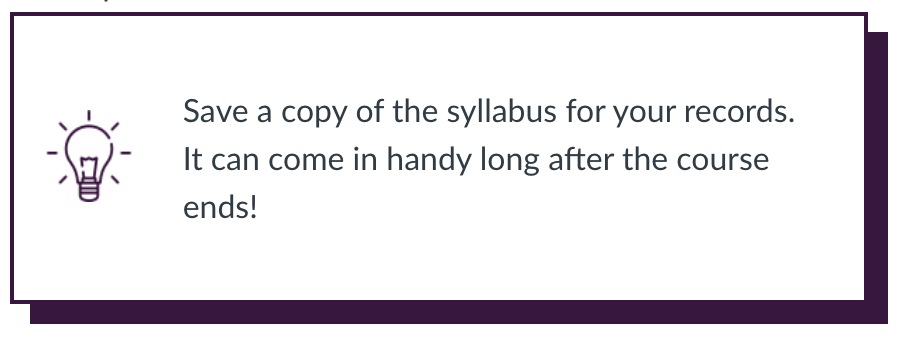 Save a copy of the syllabus for your records.
It can come in handy long after the course
ends!